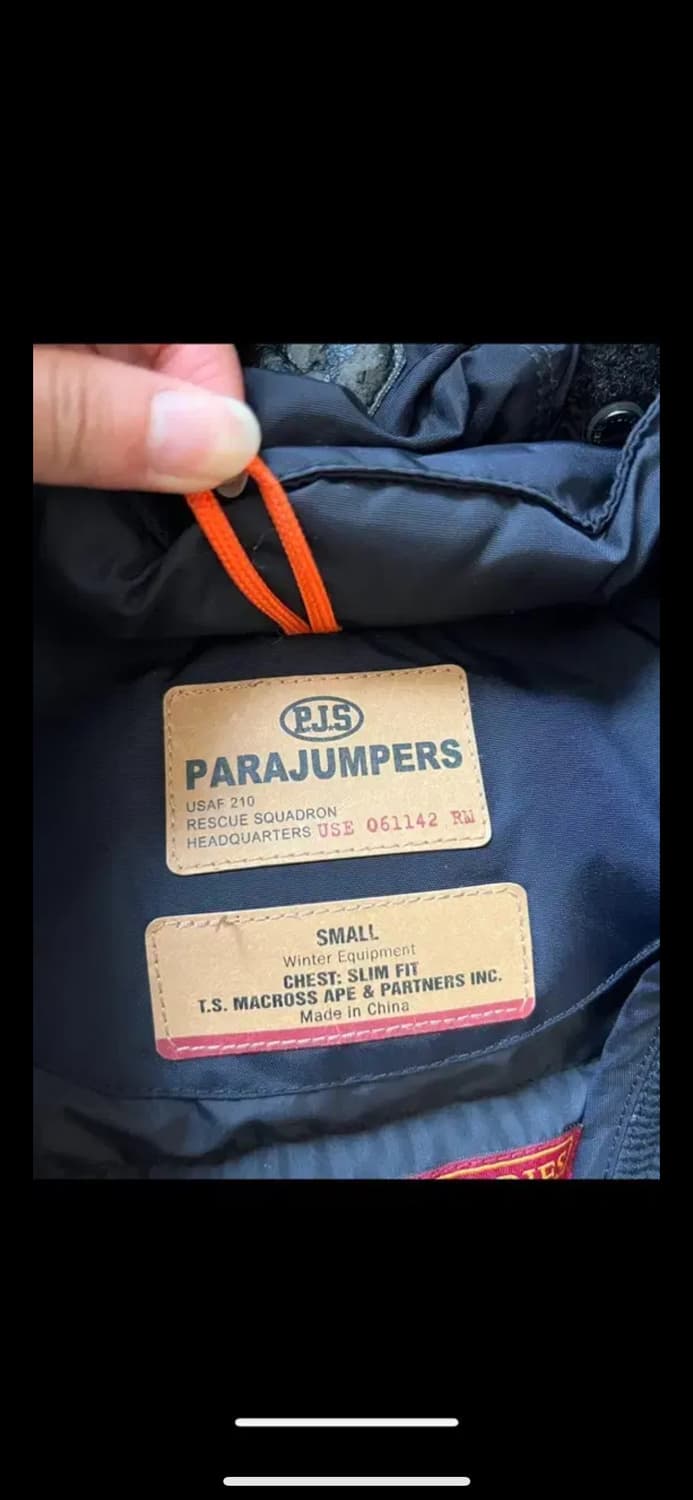 P.J.S
PARAJUMPERS
USAF 210
RESCUE SQUADRON
HEADQUARTERS USE 061142 RM
SMALL
Winter Equipment
CHEST: SLIM FIT
T.S. MACROSS APE & PARTNERS INC.
Made in China